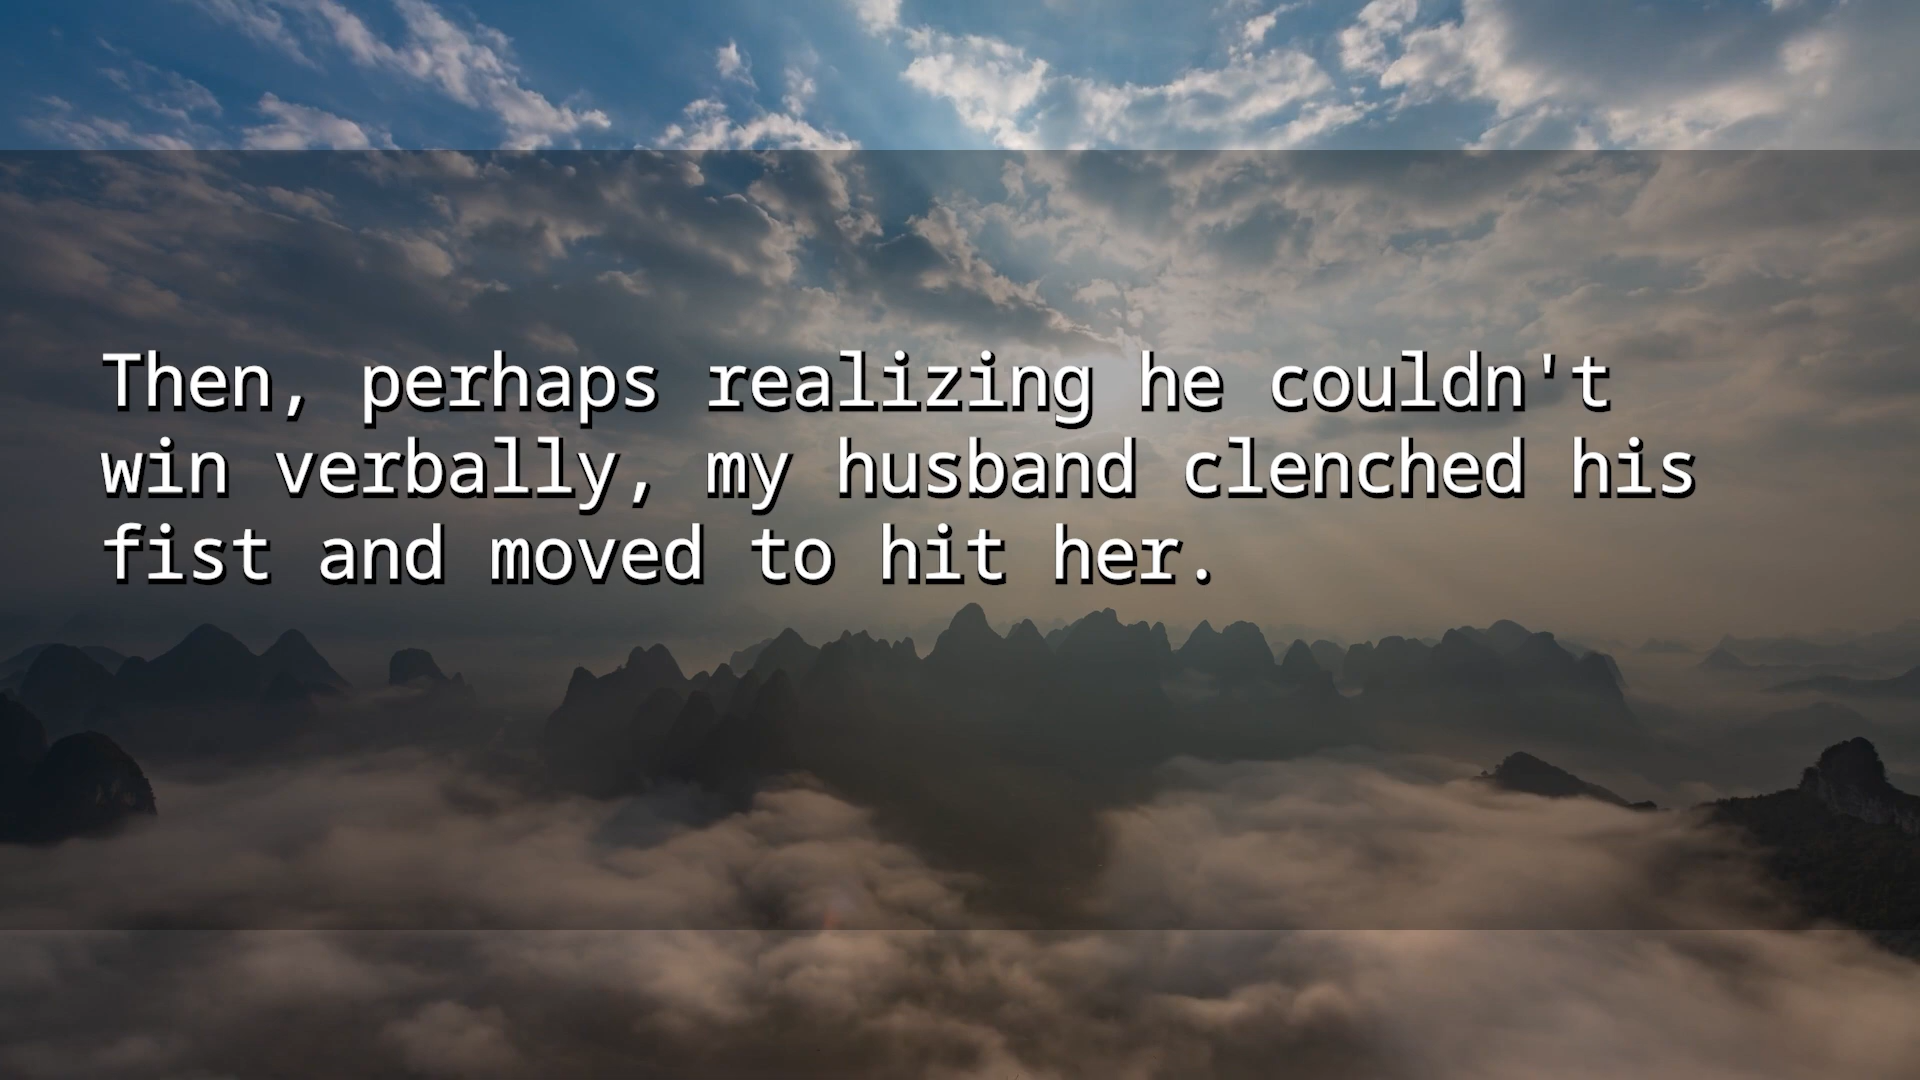 Then, perhaps realizing he couldn't
win verbally, my husband clenched his
fist and moved to hit her.